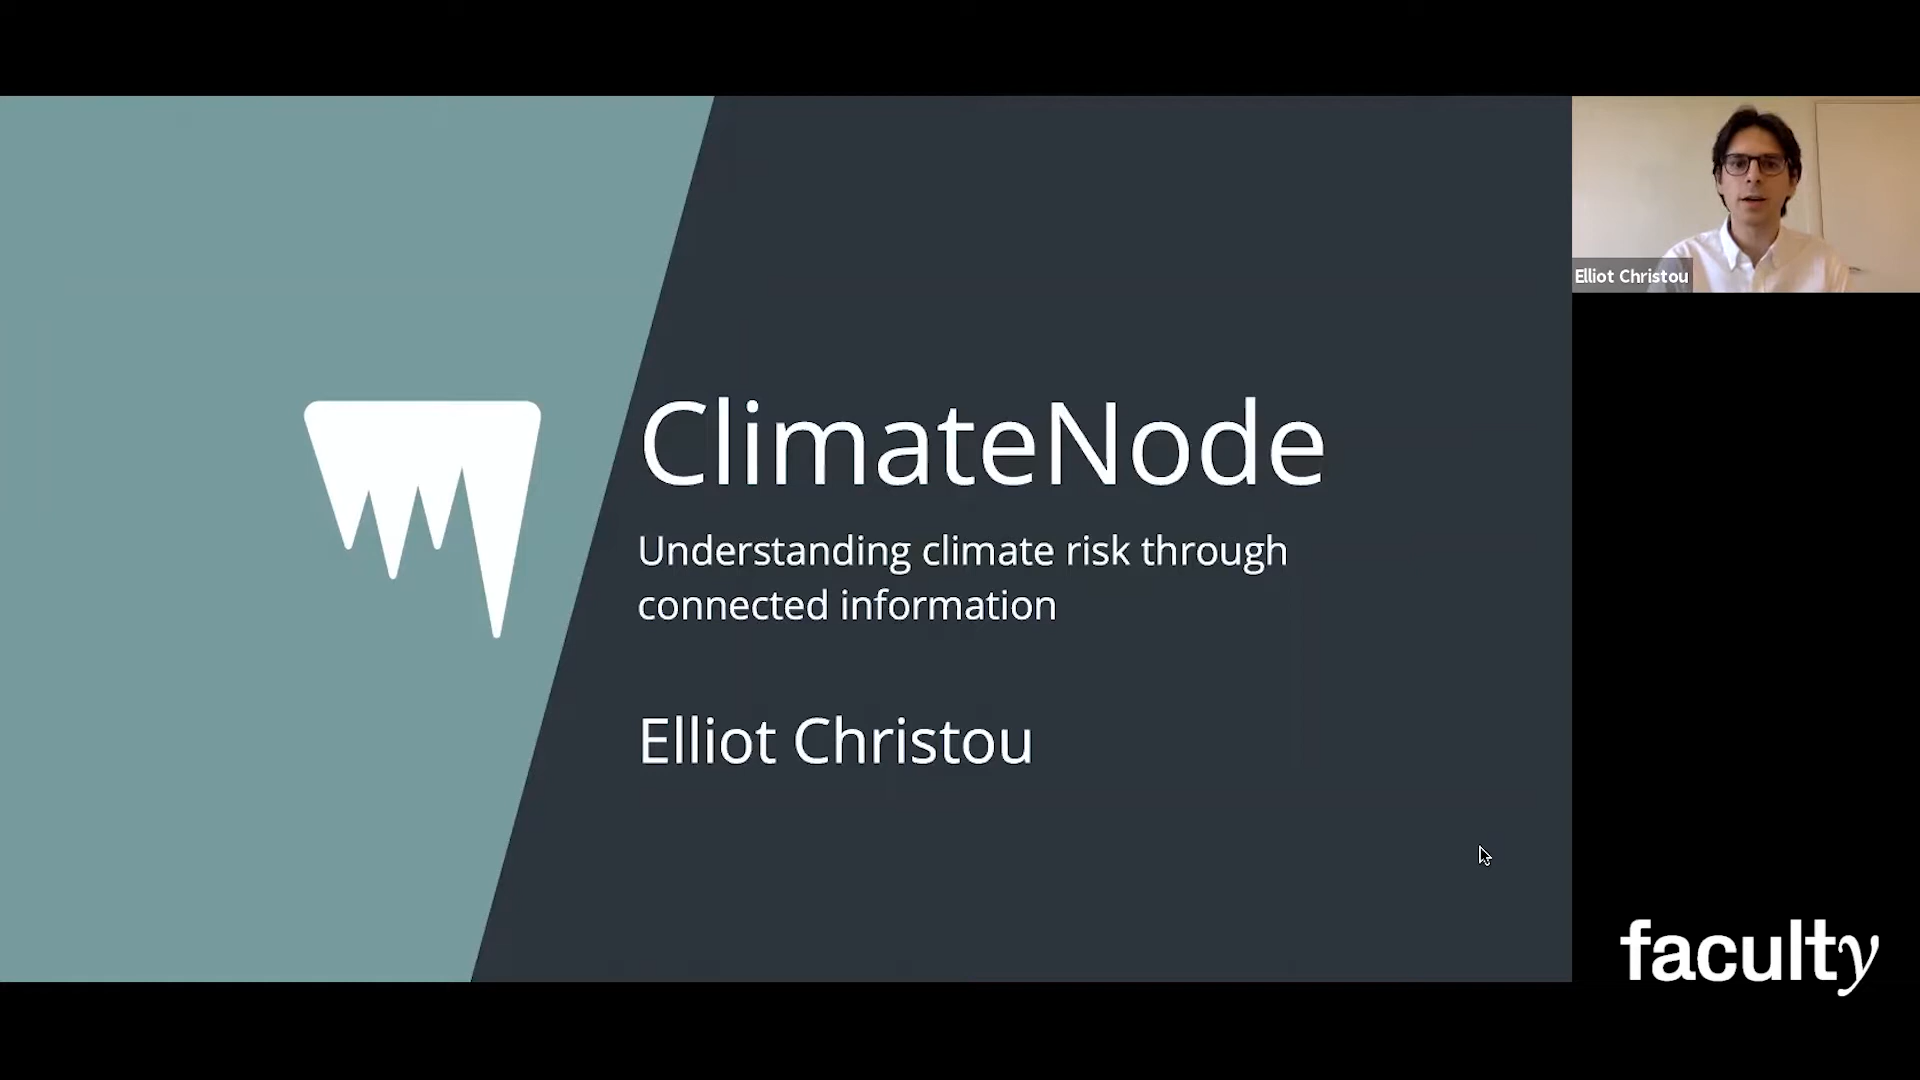 ClimateNode
Understanding climate risk through
connected information
Elliot Christou
Elliot Christou
faculty